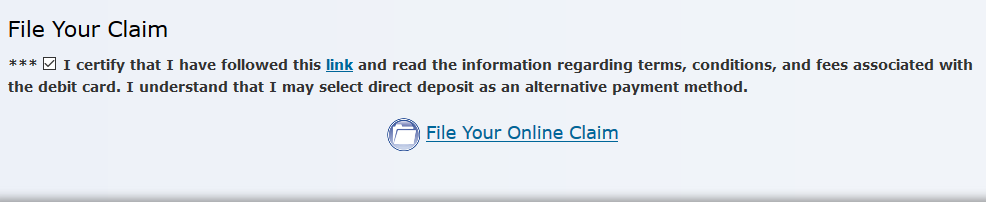 File Your Claim
*** ☑ I certify that I have followed this link and read the information regarding terms, conditions, and fees associated with
the debit card. I understand that I may select direct deposit as an alternative payment method.
File Your Online Claim